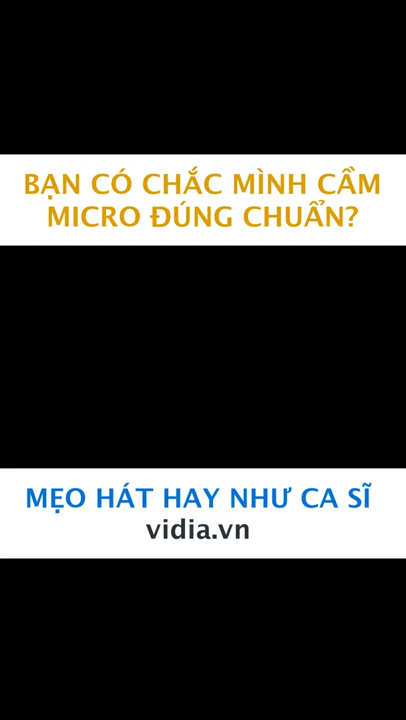 BẠN CÓ CHẮC MÌNH CẦM
MICRO ĐÚNG CHUẨN?
MẸO HÁT HAY NHƯ CA SĨ
vidia.vn